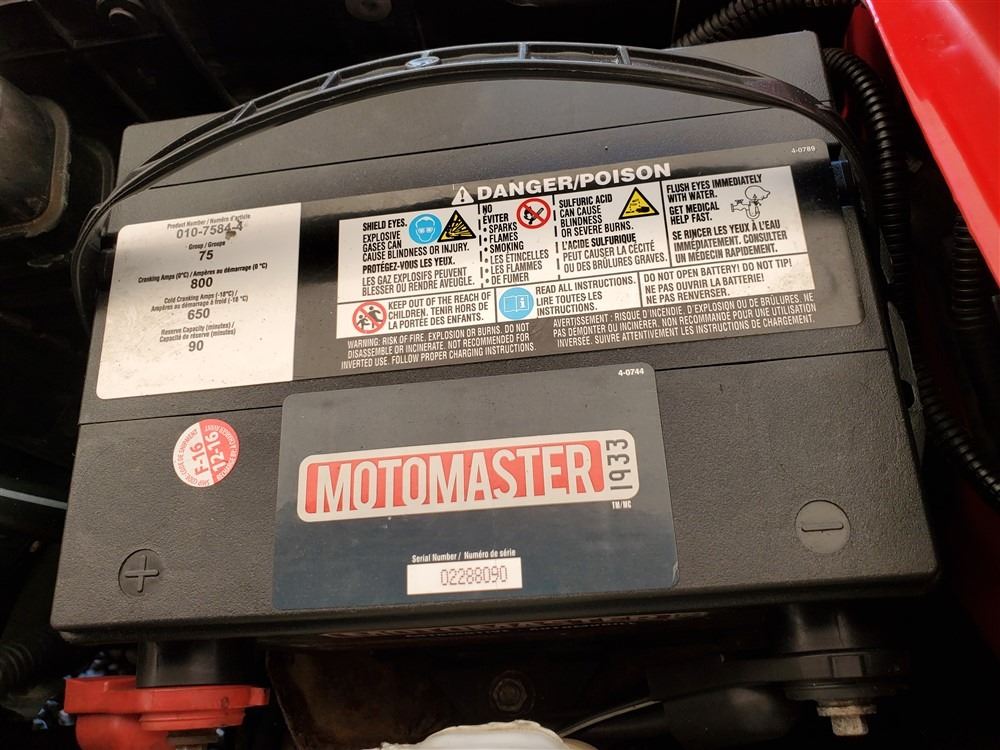 4-0789
DANGER/POISON
Product Number / Numéro d'article
010-7584-4
Group / Groupe
75
Cranking Amps (0°C) / Ampères au démarrage (0 °C)
800
Cold Cranking Amps (-18°C) /
Ampères au démarrage à froid (-18 °C)
650
Reserve Capacity (minutes) /
Capacité de réserve (minutes)
90
SHIELD EYES.
EXPLOSIVE
GASES CAN
CAUSE BLINDNESS OR INJURY.
PROTÉGEZ-VOUS LES YEUX.
LES GAZ EXPLOSIFS PEUVENT
BLESSER OU RENDRE AVEUGLE.
NO
ÉVITER
• SPARKS
• FLAMES
• SMOKING
• LES ÉTINCELLES
• LES FLAMMES
• DE FUMER
SULFURIC ACID
CAN CAUSE
BLINDNESS
OR SEVERE BURNS.
L'ACIDE SULFURIQUE
PEUT CAUSER LA CÉCITÉ
OU DES BRÛLURES GRAVES.
FLUSH EYES IMMEDIATELY
WITH WATER.
GET MEDICAL
HELP FAST.
SE RINCER LES YEUX À L'EAU
IMMÉDIATEMENT. CONSULTER
UN MÉDECIN RAPIDEMENT.
KEEP OUT OF THE REACH OF
CHILDREN. TENIR HORS DE
LA PORTÉE DES ENFANTS.
READ ALL INSTRUCTIONS.
LIRE TOUTES LES
INSTRUCTIONS.
DO NOT OPEN BATTERY! DO NOT TIP!
NE PAS OUVRIR LA BATTERIE!
NE PAS RENVERSER.
WARNING: RISK OF FIRE, EXPLOSION OR BURNS. DO NOT
DISASSEMBLE OR INCINERATE. NOT RECOMMENDED FOR
INVERTED USE. FOLLOW PROPER CHARGING INSTRUCTIONS.
AVERTISSEMENT : RISQUE D'INCENDIE, D'EXPLOSION OU DE BRÛLURES. NE
PAS DÉMONTER OU INCINÉRER. NON RECOMMANDÉ POUR UNE UTILISATION
INVERSÉE. SUIVRE ATTENTIVEMENT LES INSTRUCTIONS DE CHARGEMENT.
4-0744
F-16
12-16
SHIP CODE/CODE DE SHIPMENT
MOTOMASTER
1933
TM/MC
Serial Number / Numéro de série
02288090